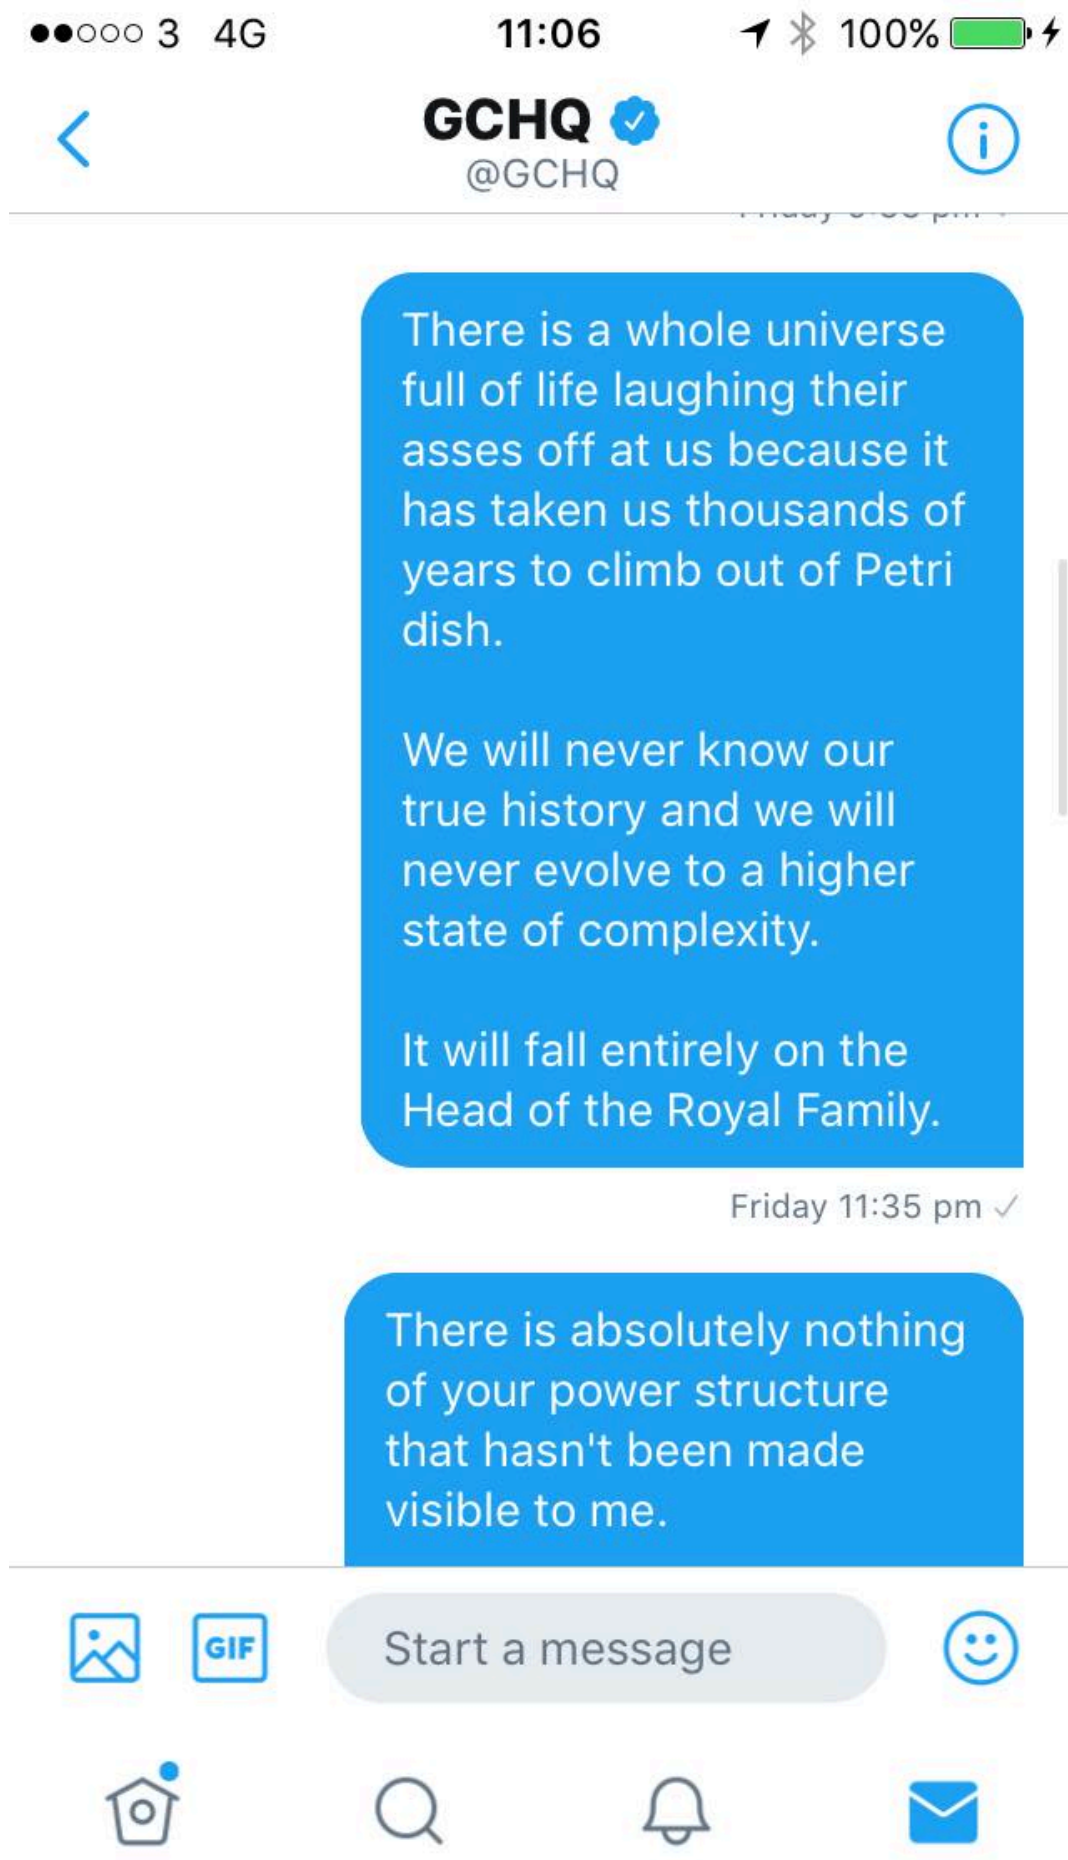 3 4G 11:06 100%
GCHQ
@GCHQ
There is a whole universe
full of life laughing their
asses off at us because it
has taken us thousands of
years to climb out of Petri
dish.
We will never know our
true history and we will
never evolve to a higher
state of complexity.
It will fall entirely on the
Head of the Royal Family.
Friday 11:35 pm
There is absolutely nothing
of your power structure
that hasn't been made
visible to me.
GIF Start a message